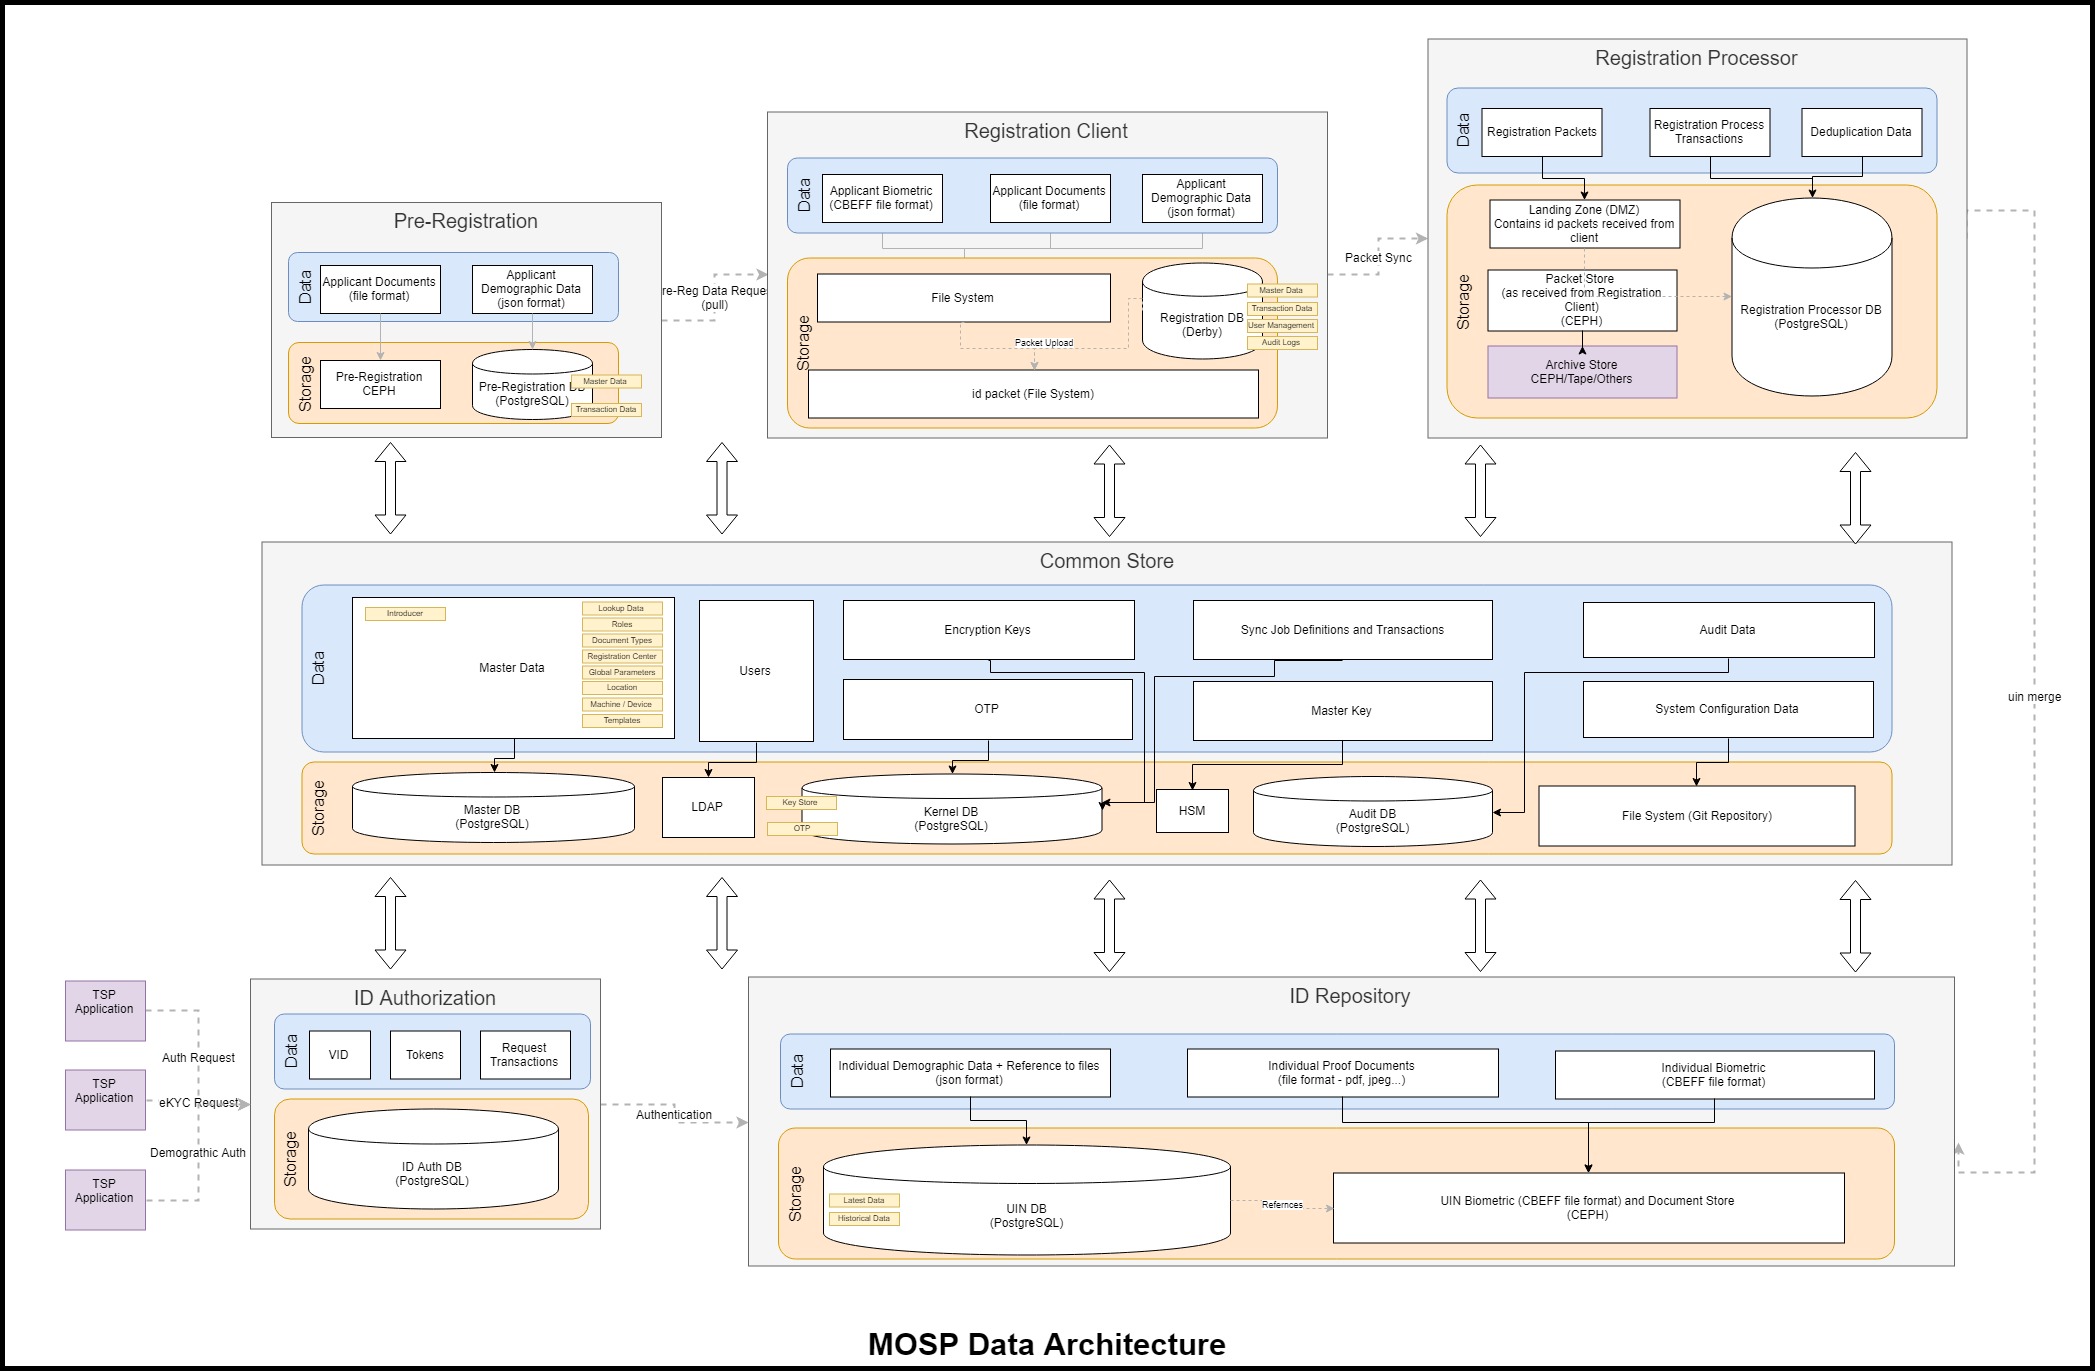 Registration Processor
Data
Registration Packets
Registration Process
Transactions
Deduplication Data
Storage
Landing Zone (DMZ)
Contains id packets received from
client
Packet Store
(as received from Registration
Client)
(CEPH)
Archive Store
CEPH/Tape/Others
Registration Processor DB
(PostgreSQL)
Registration Client
Data
Applicant Biometric
(CBEFF file format)
Applicant Documents
(file format)
Applicant
Demographic Data
(json format)
Storage
File System
Registration DB
(Derby)
Master Data
Transaction Data
User Management
Audit Logs
Packet Upload
id packet (File System)
Packet Sync
Pre-Registration
Data
Applicant Documents
(file format)
Applicant
Demographic Data
(json format)
Storage
Pre-Registration
CEPH
Pre-Registration DB
(PostgreSQL)
Master Data
Transaction Data
re-Reg Data Reques
(pull)
Common Store
Data
Introducer
Master Data
Lookup Data
Roles
Document Types
Registration Center
Global Parameters
Location
Machine / Device
Templates
Users
Encryption Keys
OTP
Sync Job Definitions and Transactions
Master Key
Audit Data
System Configuration Data
Storage
Master DB
(PostgreSQL)
LDAP
Key Store
OTP
Kernel DB
(PostgreSQL)
HSM
Audit DB
(PostgreSQL)
File System (Git Repository)
uin merge
TSP
Application
TSP
Application
TSP
Application
Auth Request
eKYC Request
Demograthic Auth
ID Authorization
Data
VID
Tokens
Request
Transactions
Storage
ID Auth DB
(PostgreSQL)
Authentication
ID Repository
Data
Individual Demographic Data + Reference to files
(json format)
Individual Proof Documents
(file format - pdf, jpeg...)
Individual Biometric
(CBEFF file format)
Storage
Latest Data
Historical Data
UIN DB
(PostgreSQL)
Refernces
UIN Biometric (CBEFF file format) and Document Store
(CEPH)
MOSP Data Architecture